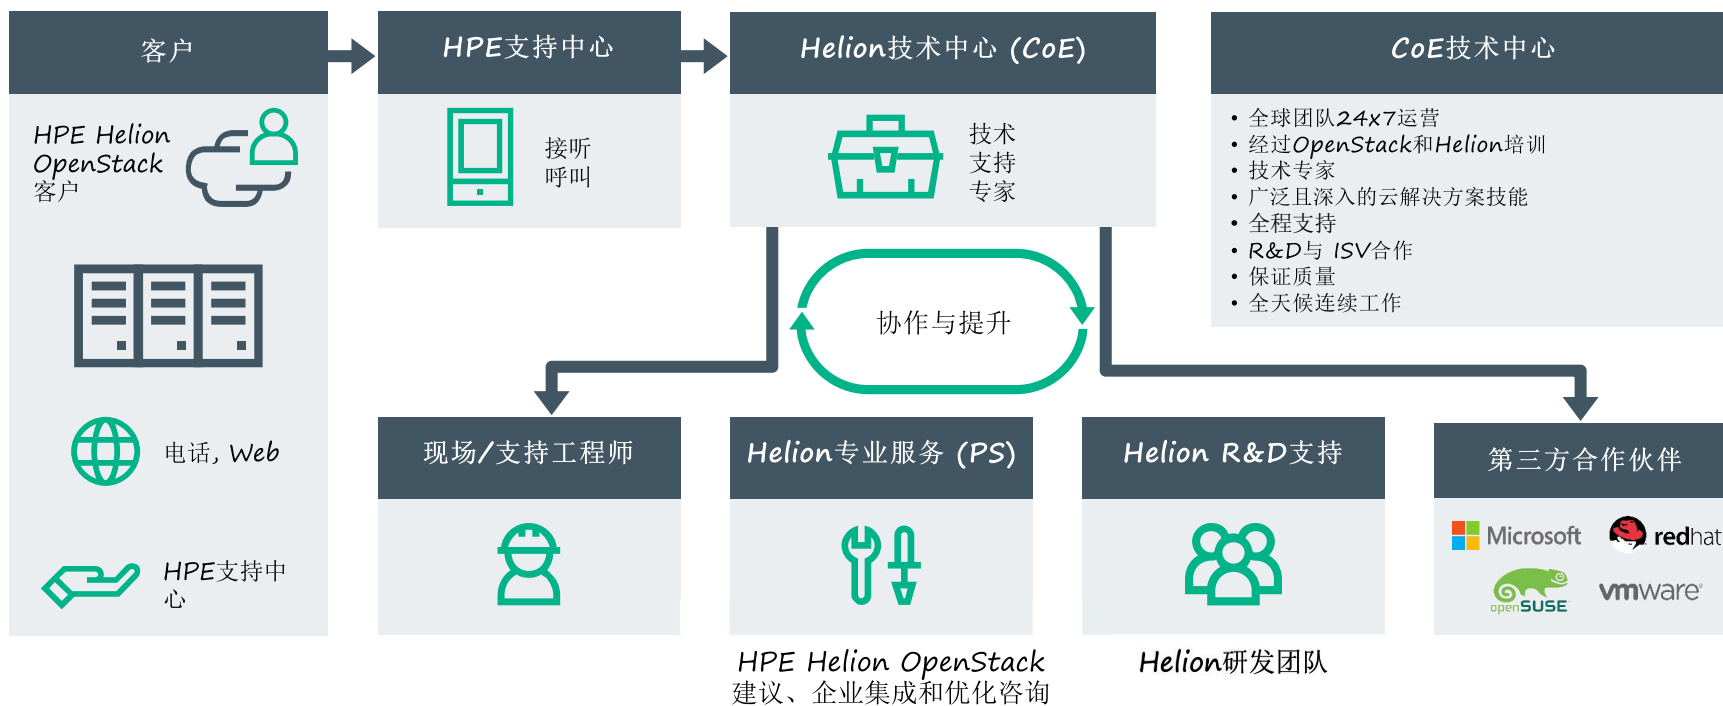 客户
HPE支持中心
Helion技术中心 (CoE)
CoE技术中心
HPE Helion
OpenStack
客户
接听
呼叫
技术
支持
专家
• 全球团队24x7运营
• 经过OpenStack和Helion培训
• 技术专家
• 广泛且深入的云解决方案技能
• 全程支持
• R&D与 ISV合作
• 保证质量
• 全天候连续工作
协作与提升
电话, Web
HPE支持中
心
现场/支持工程师
Helion专业服务 (PS)
Helion R&D支持
第三方合作伙伴
Microsoft
redhat
openSUSE
vmware
HPE Helion OpenStack
建议、企业集成和优化咨询
Helion研发团队